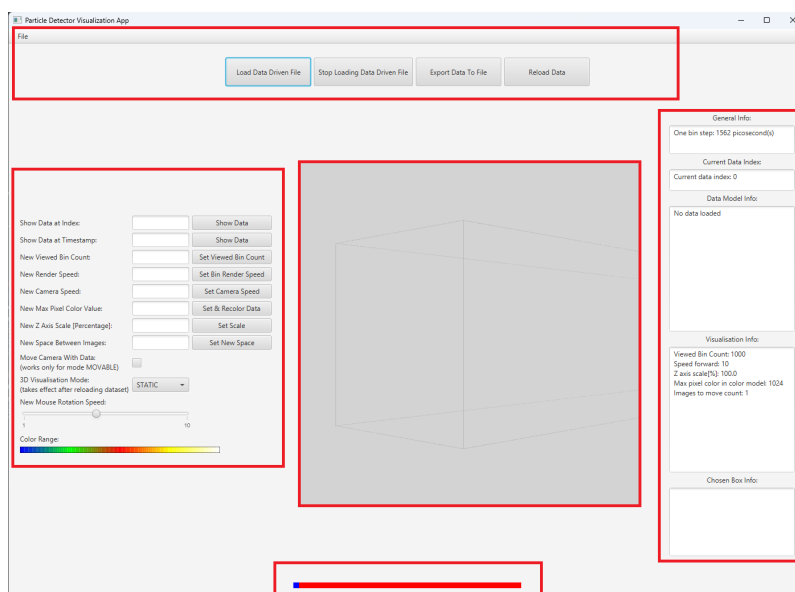 Particle Detector Visualization App
File
Load Data Driven File
Stop Loading Data Driven File
Export Data To File
Reload Data
General Info:
One bin step: 1562 picosecond(s)
Current Data Index:
Current data index: 0
Data Model Info:
No data loaded
Show Data at Index:
Show Data
Show Data at Timestamp:
Show Data
New Viewed Bin Count:
Set Viewed Bin Count
New Render Speed:
Set Bin Render Speed
New Camera Speed:
Set Camera Speed
New Max Pixel Color Value:
Set & Recolor Data
New Z Axis Scale [Percentage]:
Set Scale
New Space Between Images:
Set New Space
Move Camera With Data:
(works only for mode MOVABLE)
3D Visualisation Mode:
(takes effect after reloading dataset)
STATIC
New Mouse Rotation Speed:
1
10
Color Range:
Visualisation Info:
Viewed Bin Count: 1000
Speed forward: 10
Z axis scale[%]: 100.0
Max pixel color in color model: 1024
Images to move count: 1
Chosen Box Info: